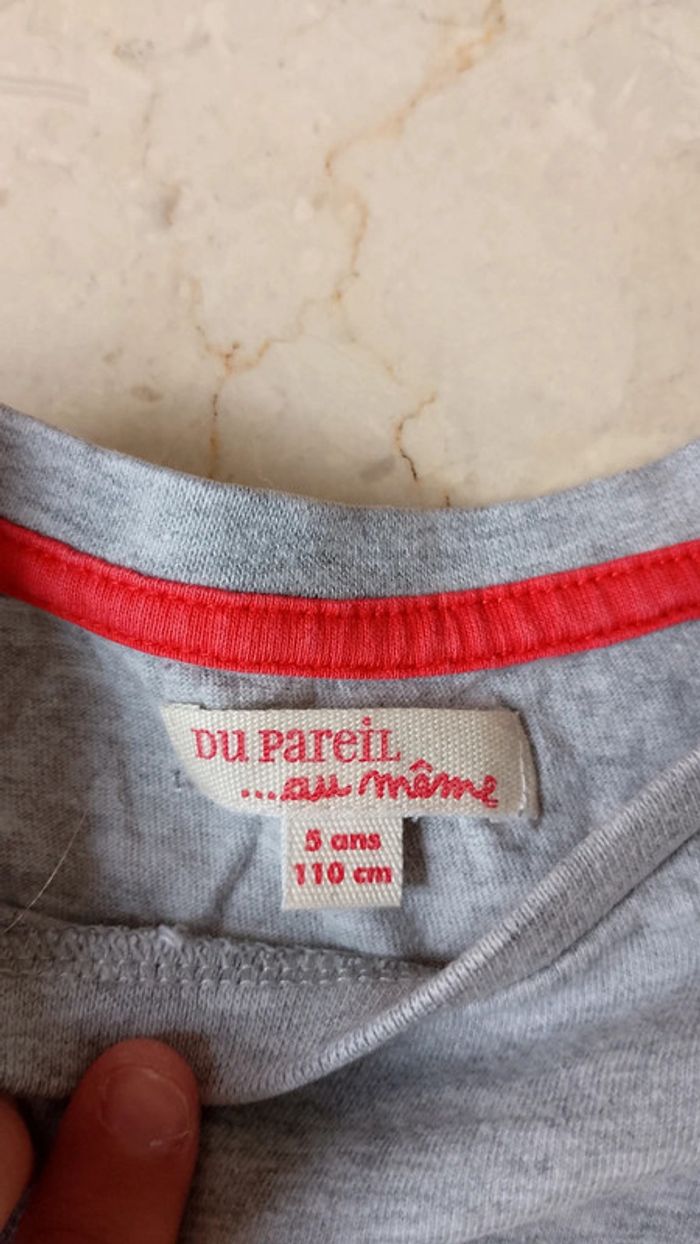 DU PAREIL
...au même
5 ans
110 cm